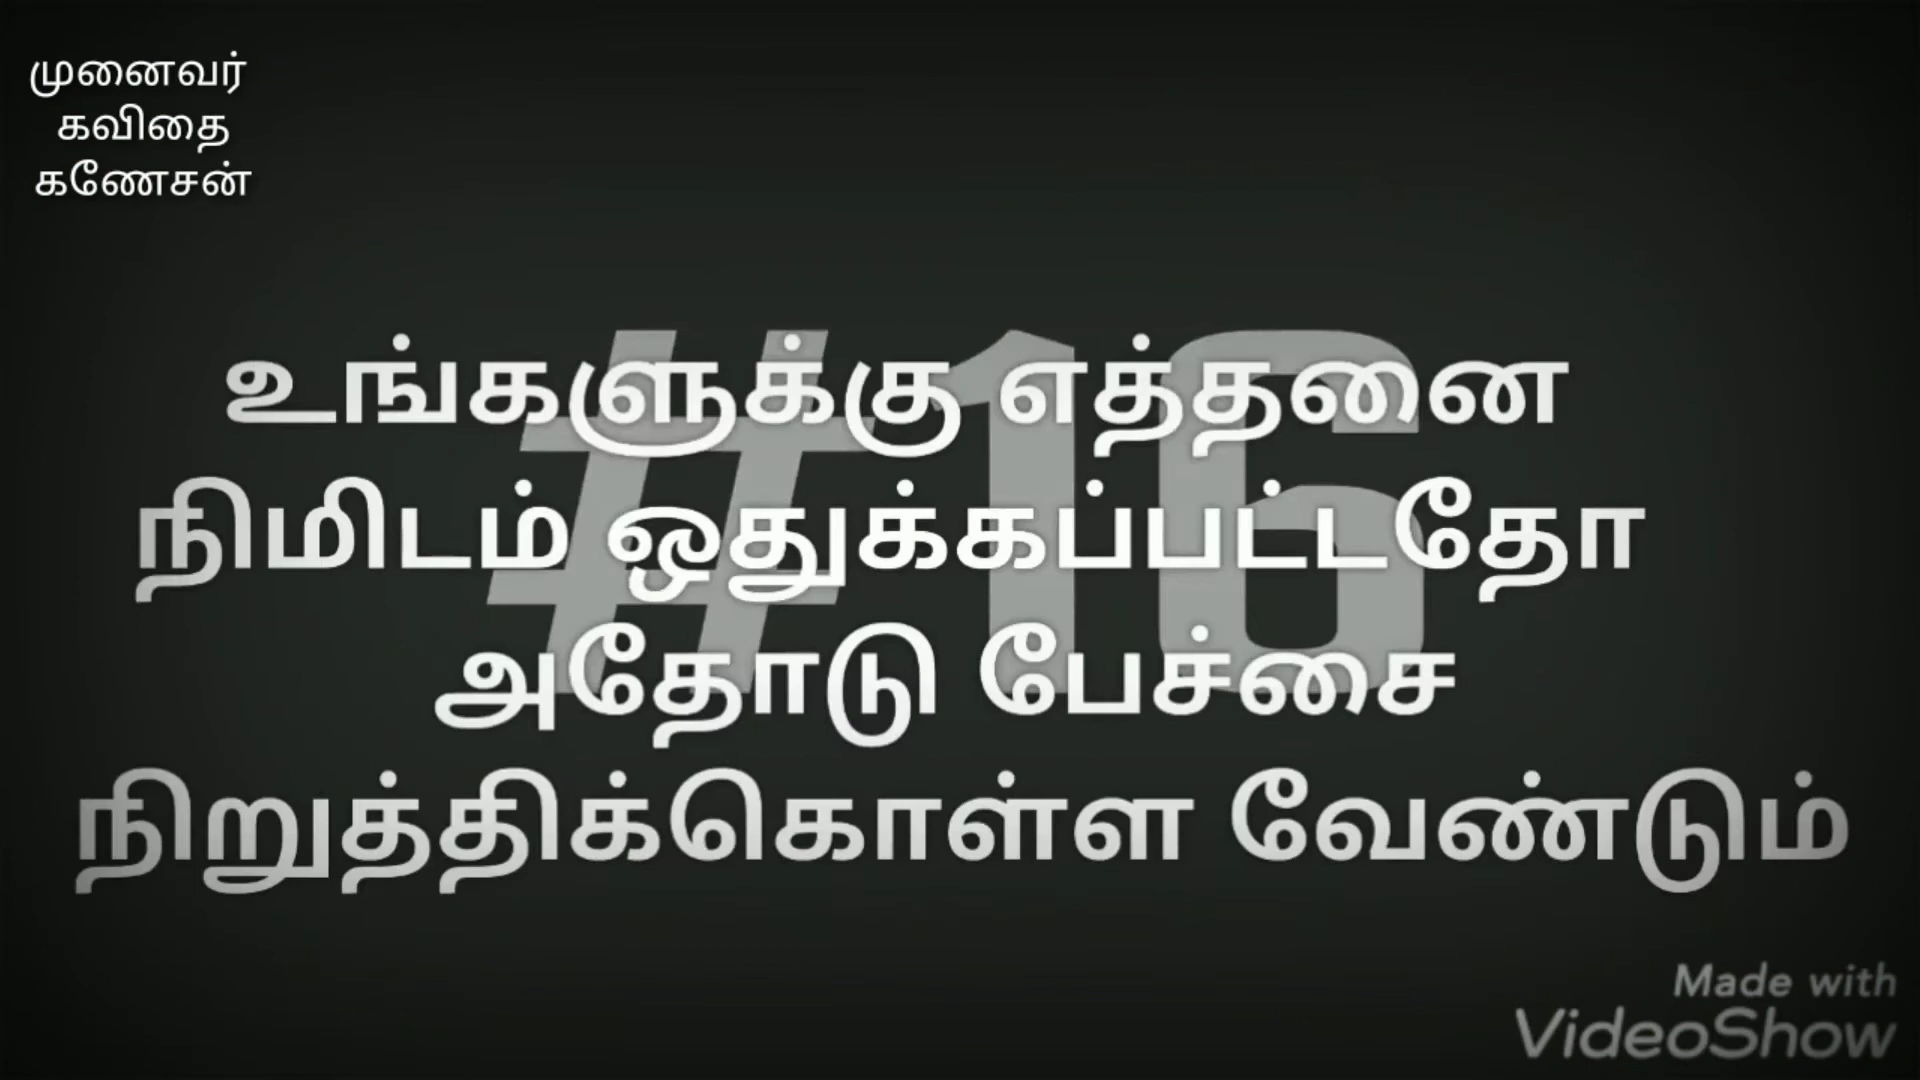 முனைவர்
கவிதை
கணேசன்
#16
உங்களுக்கு எத்தனை
நிமிடம் ஒதுக்கப்பட்டதோ
அதோடு பேச்சை
நிறுத்திக்கொள்ள வேண்டும்
Made with
VideoShow